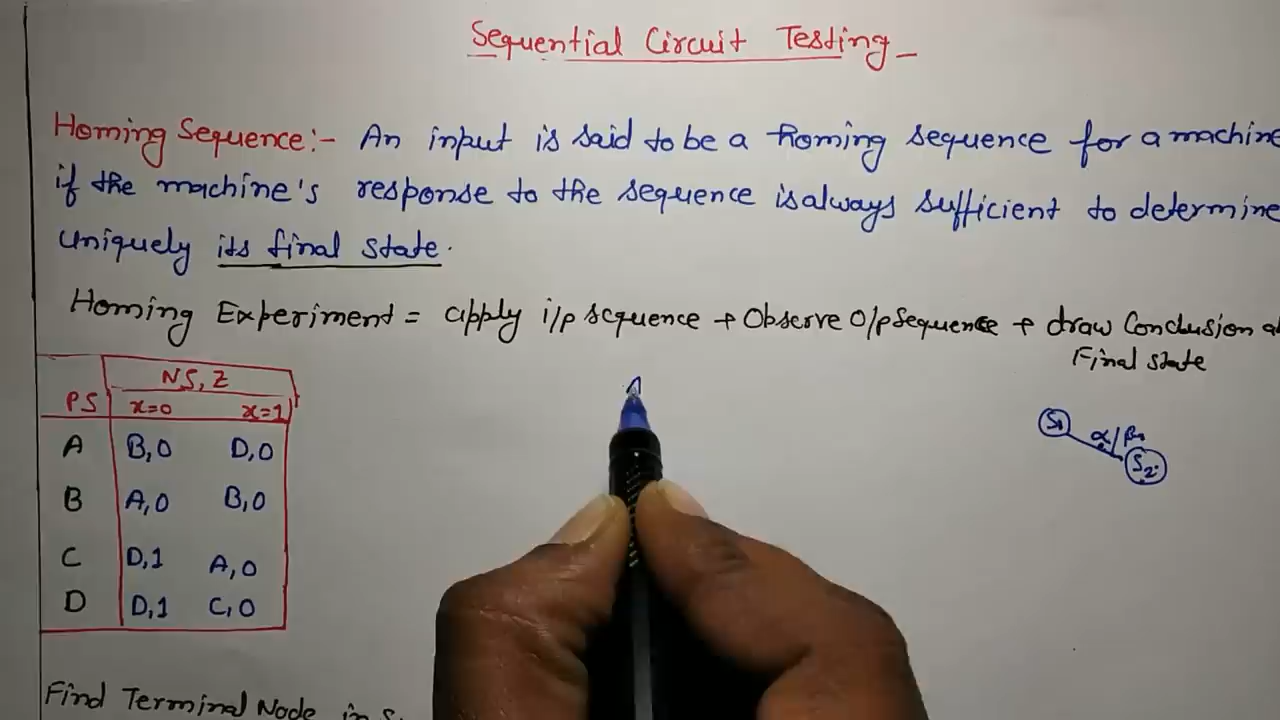 Sequential Circuit Testing
Homing Sequence:- An input is said to be a homing sequence for a machine
if the machine's response to the sequence is always sufficient to determine
uniquely its final state.
Homing Experiment = apply i/p sequence + Observe O/p Sequence + draw Conclusion
Final state
NS, Z
PS x=0 x=1
A B,0 D,0
B A,0 B,0
C D,1 A,0
D D,1 C,0
S1 α/β
S2
A
Find Terminal Node in